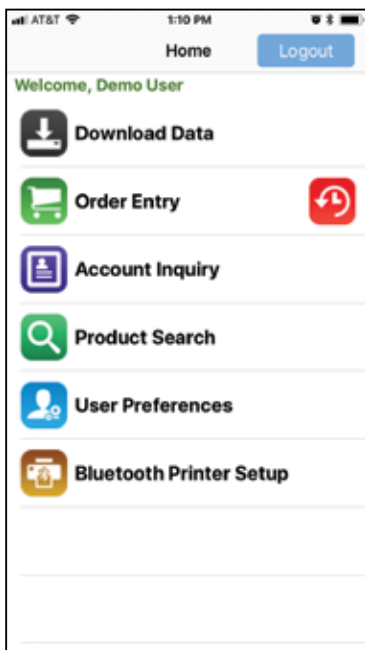 AT&T 1:10 PM
Home Logout
Welcome, Demo User
Download Data
Order Entry
Account Inquiry
Product Search
User Preferences
Bluetooth Printer Setup